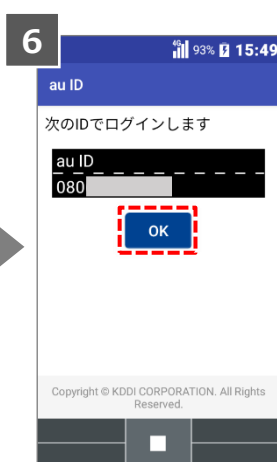 6
4G 93% 15:49
au ID
次のIDでログインします
au ID
080
OK
Copyright © KDDI CORPORATION. All Rights
Reserved.